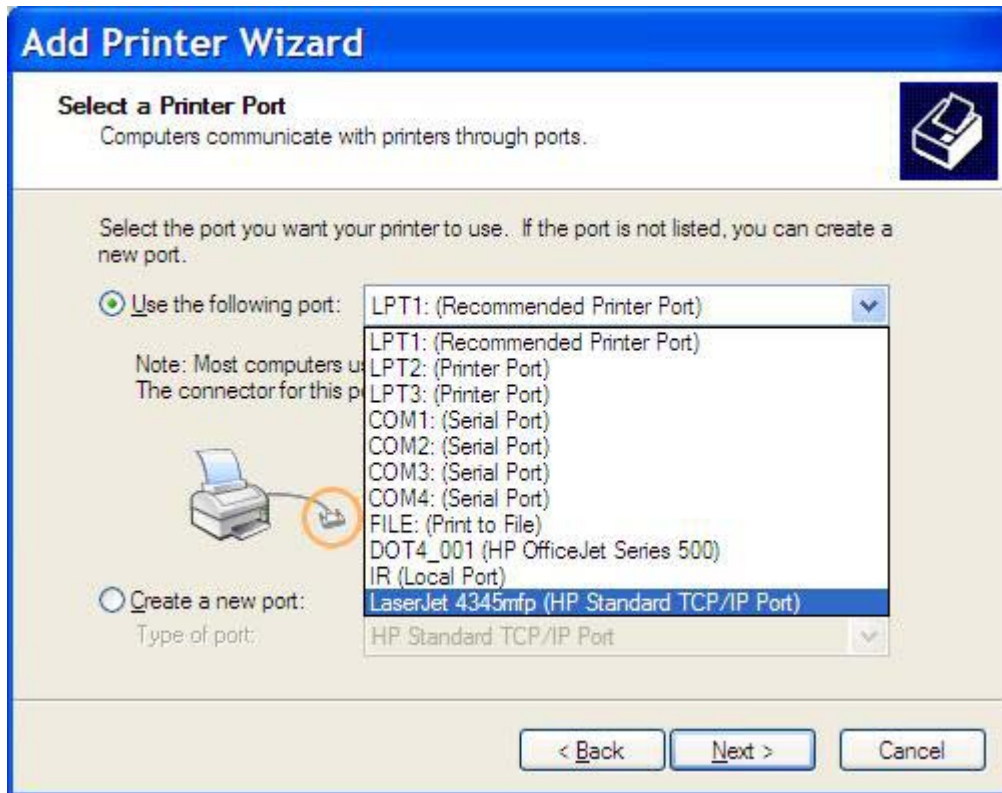 Add Printer Wizard
Select a Printer Port
Computers communicate with printers through ports.
Select the port you want your printer to use. If the port is not listed, you can create a
new port.
Use the following port: LPT1: (Recommended Printer Port)
LPT1: (Recommended Printer Port)
Note: Most computers u
LPT2: (Printer Port)
The connector for this p
LPT3: (Printer Port)
COM1: (Serial Port)
COM2: (Serial Port)
COM3: (Serial Port)
COM4: (Serial Port)
FILE: (Print to File)
DOT4_001 (HP OfficeJet Series 500)
IR (Local Port)
Create a new port:
LaserJet 4345mfp (HP Standard TCP/IP Port)
Type of port: HP Standard TCP/IP Port
< Back Next > Cancel